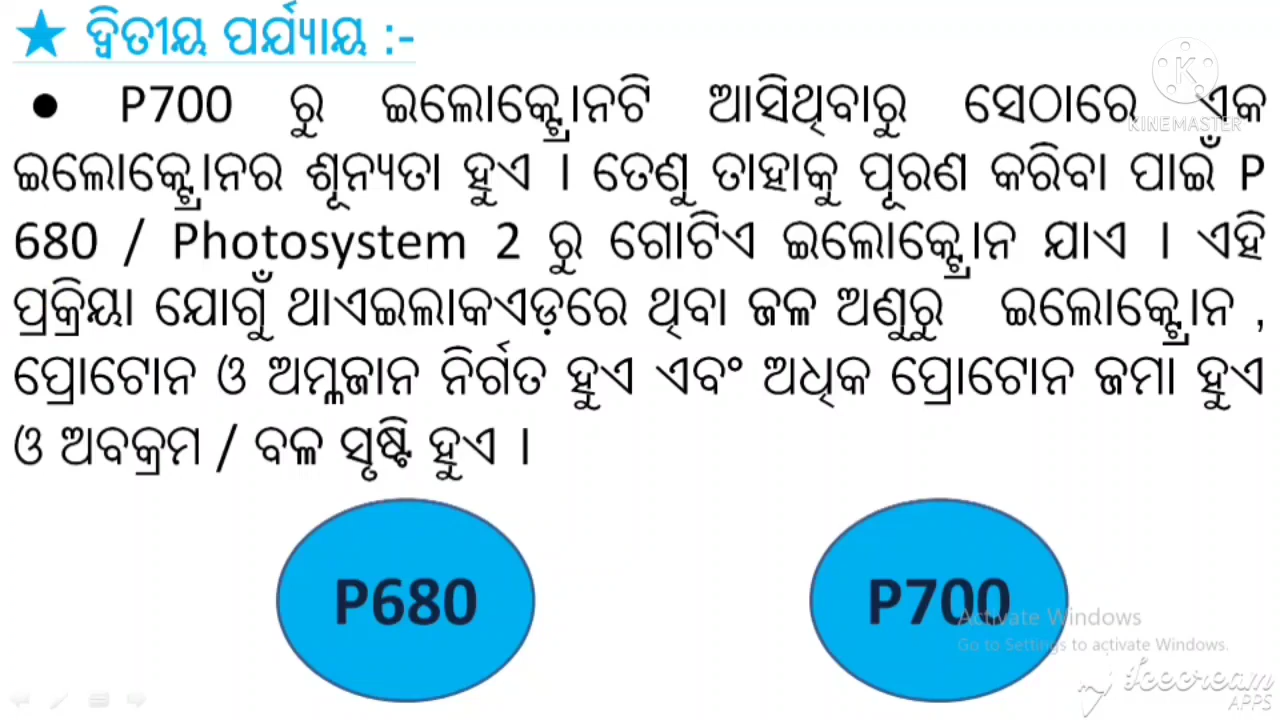 ★ ଦ୍ୱିତୀୟ ପର୍ଯ୍ୟାୟ :-
● P700 ରୁ ଇଲୋକ୍ଟ୍ରୋନଟି ଆସିଥିବାରୁ ସେଠାରେ ଏକ
ଇଲୋକ୍ଟ୍ରୋନର ଶୂନ୍ୟତା ହୁଏ । ତେଣୁ ତାହାକୁ ପୂରଣ କରିବା ପାଇଁ P
680 / Photosystem 2 ରୁ ଗୋଟିଏ ଇଲୋକ୍ଟ୍ରୋନ ଯାଏ । ଏହି
ପ୍ରକ୍ରିୟା ଯୋଗୁଁ ଥାଏଇଲାକଏଡ଼ରେ ଥିବା ଜଳ ଅଣୁରୁ ଇଲୋକ୍ଟ୍ରୋନ ,
ପ୍ରୋଟୋନ ଓ ଅମ୍ଳଜାନ ନିର୍ଗତ ହୁଏ ଏବଂ ଅଧିକ ପ୍ରୋଟୋନ ଜମା ହୁଏ
ଓ ଅବକ୍ରମ / ବଳ ସୃଷ୍ଟି ହୁଏ ।
P680
P700
K
KINEMASTER
Activate Windows
Go to Settings to activate Windows.
Icecream
APPS